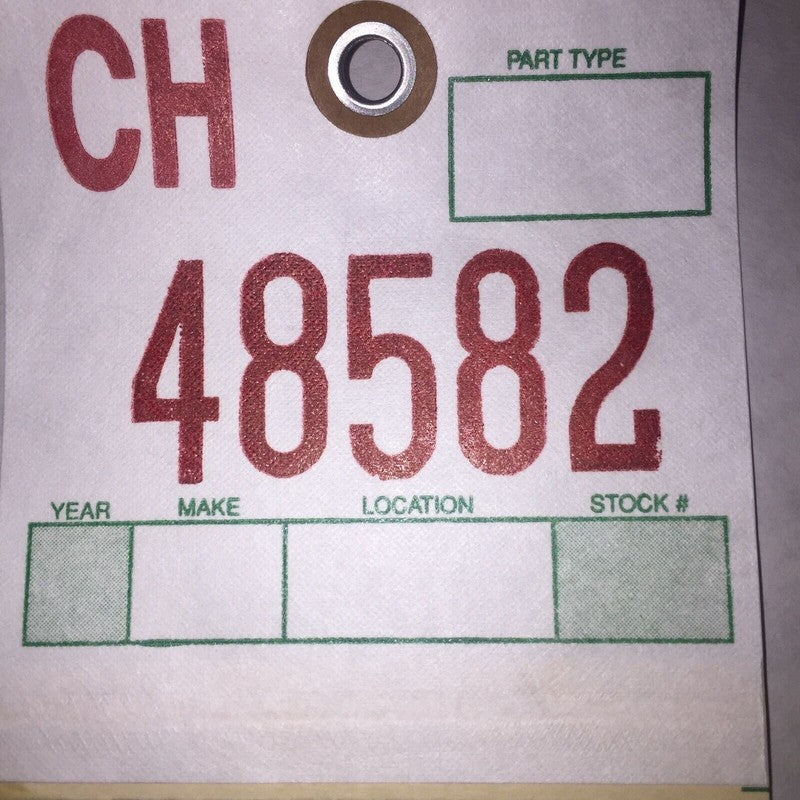 CH
PART TYPE
48582
YEAR MAKE LOCATION STOCK #